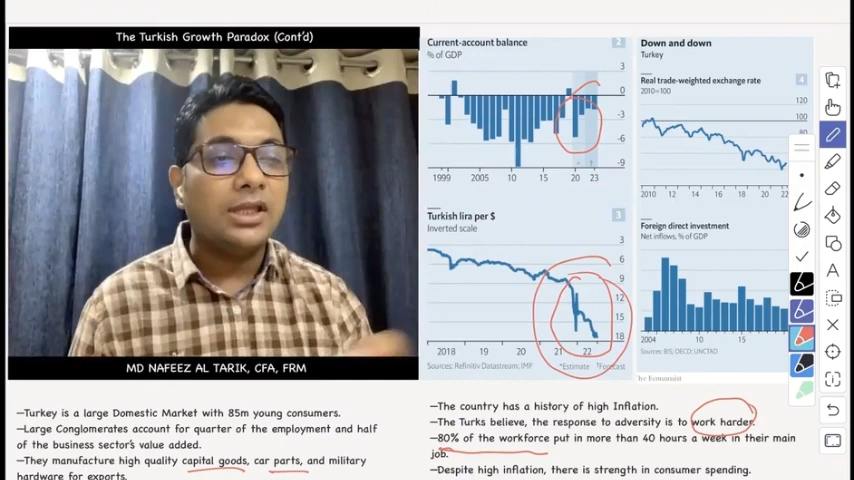 The Turkish Growth Paradox (Cont'd)
MD NAFEEZ AL TARIK, CFA, FRM
Current-account balance
2
% of GDP
3
0
-3
-6
-9
1999
2005
10
15
20
23
Turkish lira per $
3
Inverted scale
3
6
9
12
15
18
2018
19
20
21
22
Sources: Refinitiv Datastream; IMF
*Estimate
†Forecast
Down and down
Turkey
Real trade-weighted exchange rate
4
2010=100
120
100
80
2010
12
14
16
18
20
22
Foreign direct investment
Net inflows, % of GDP
2004
10
15
Sources: BIS; OECD; UNCTAD
The Economist
A
—Turkey is a large Domestic Market with 85m young consumers.
—Large Conglomerates account for quarter of the employment and half
of the business sector's value added.
—They manufacture high quality capital goods, car parts, and military
hardware for exports.
—The country has a history of high Inflation.
—The Turks believe, the response to adversity is to work harder.
—80% of the workforce put in more than 40 hours a week in their main
job.
—Despite high inflation, there is strength in consumer spending.